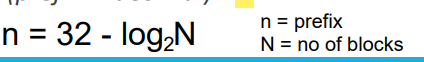 n = 32 - log₂N
n = prefix
N = no of blocks